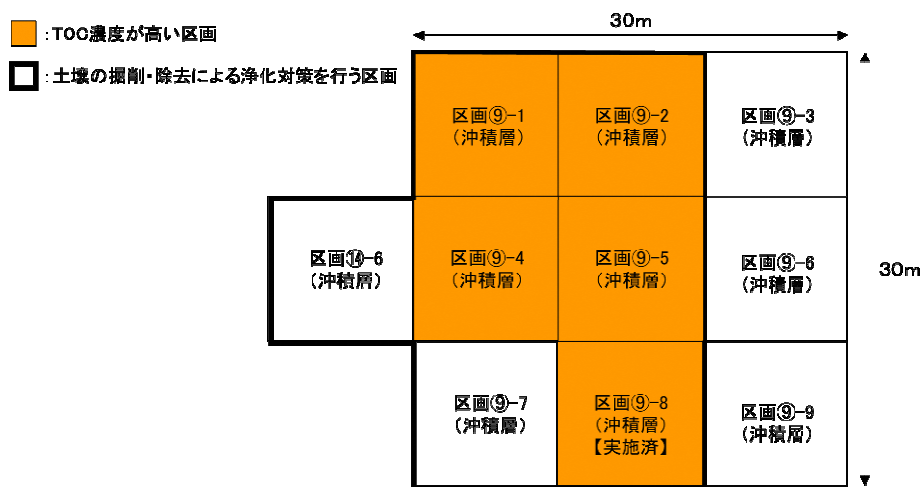 ：TOC濃度が高い区画
：土壌の掘削・除去による浄化対策を行う区画
30m
区画⑨-1
（沖積層）
区画⑨-2
（沖積層）
区画⑨-3
（沖積層）
区画⑭-6
（沖積層）
区画⑨-4
（沖積層）
区画⑨-5
（沖積層）
区画⑨-6
（沖積層）
30m
区画⑨-7
（沖積層）
区画⑨-8
（沖積層）
【実施済】
区画⑨-9
（沖積層）